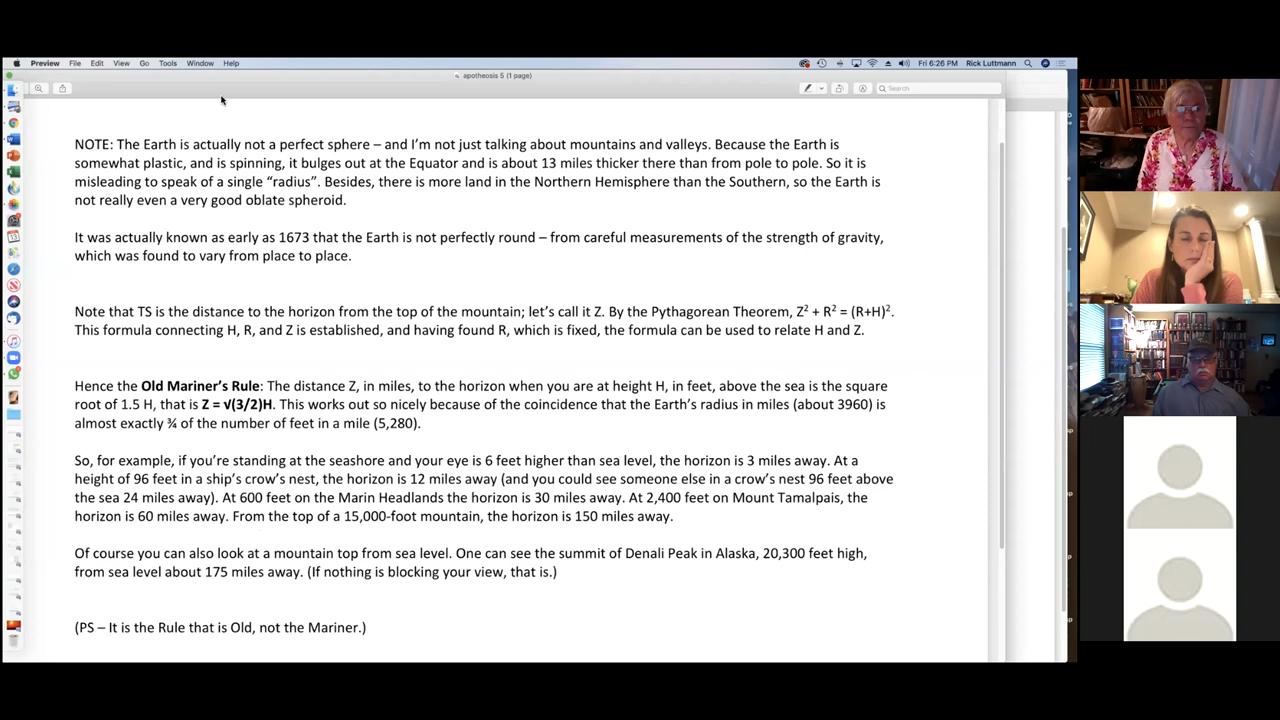 Preview File Edit View Go Tools Window Help Fri 6:26 PM Rick Luttmann
apotheosis 5 (1 page)
Search
NOTE: The Earth is actually not a perfect sphere – and I'm not just talking about mountains and valleys. Because the Earth is
somewhat plastic, and is spinning, it bulges out at the Equator and is about 13 miles thicker there than from pole to pole. So it is
misleading to speak of a single “radius”. Besides, there is more land in the Northern Hemisphere than the Southern, so the Earth is
not really even a very good oblate spheroid.
It was actually known as early as 1673 that the Earth is not perfectly round – from careful measurements of the strength of gravity,
which was found to vary from place to place.
Note that TS is the distance to the horizon from the top of the mountain; let's call it Z. By the Pythagorean Theorem, Z² + R² = (R+H)².
This formula connecting H, R, and Z is established, and having found R, which is fixed, the formula can be used to relate H and Z.
Hence the Old Mariner's Rule: The distance Z, in miles, to the horizon when you are at height H, in feet, above the sea is the square
root of 1.5 H, that is Z = √(3/2)H. This works out so nicely because of the coincidence that the Earth's radius in miles (about 3960) is
almost exactly ¾ of the number of feet in a mile (5,280).
So, for example, if you're standing at the seashore and your eye is 6 feet higher than sea level, the horizon is 3 miles away. At a
height of 96 feet in a ship's crow's nest, the horizon is 12 miles away (and you could see someone else in a crow's nest 96 feet above
the sea 24 miles away). At 600 feet on the Marin Headlands the horizon is 30 miles away. At 2,400 feet on Mount Tamalpais, the
horizon is 60 miles away. From the top of a 15,000-foot mountain, the horizon is 150 miles away.
Of course you can also look at a mountain top from sea level. One can see the summit of Denali Peak in Alaska, 20,300 feet high,
from sea level about 175 miles away. (If nothing is blocking your view, that is.)
(PS – It is the Rule that is Old, not the Mariner.)